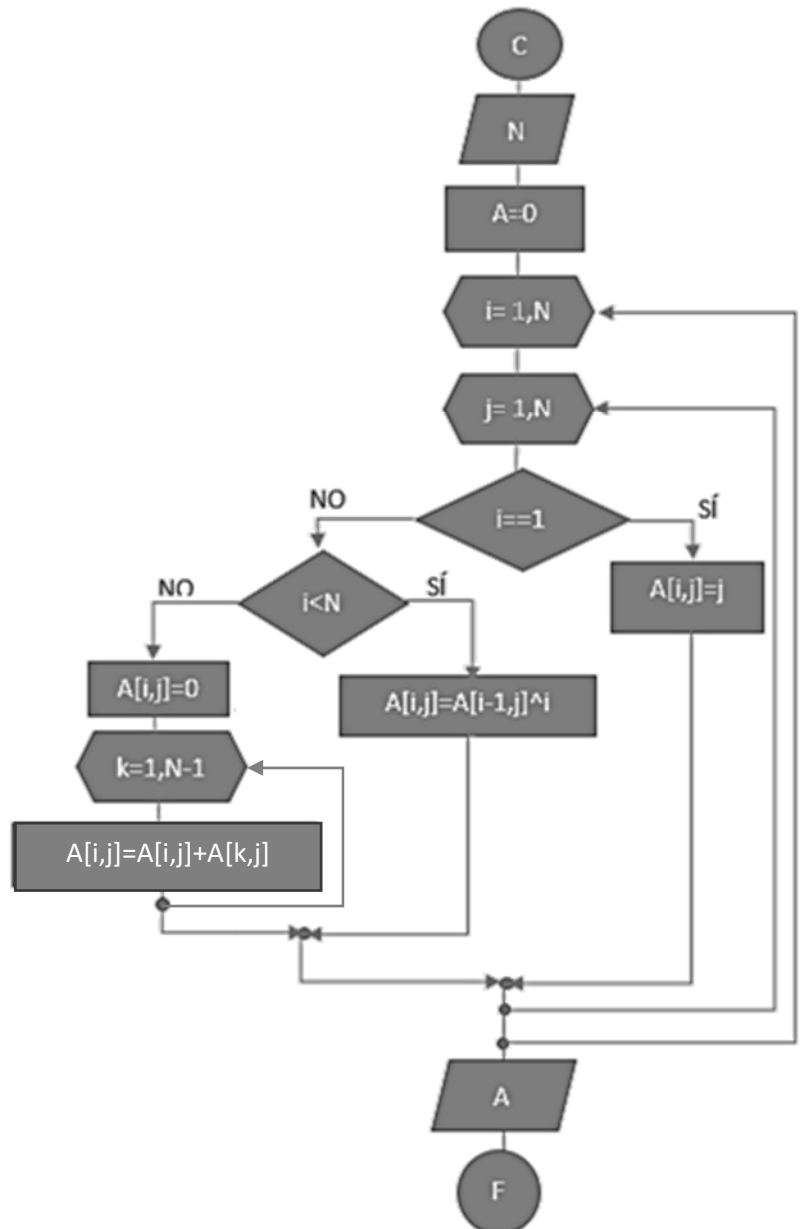 C
N
A=0
i= 1,N
j= 1,N
i==1
NO
SÍ
i<N
A[i,j]=j
NO
SÍ
A[i,j]=0
A[i,j]=A[i-1,j]^i
k=1,N-1
A[i,j]=A[i,j]+A[k,j]
A
F